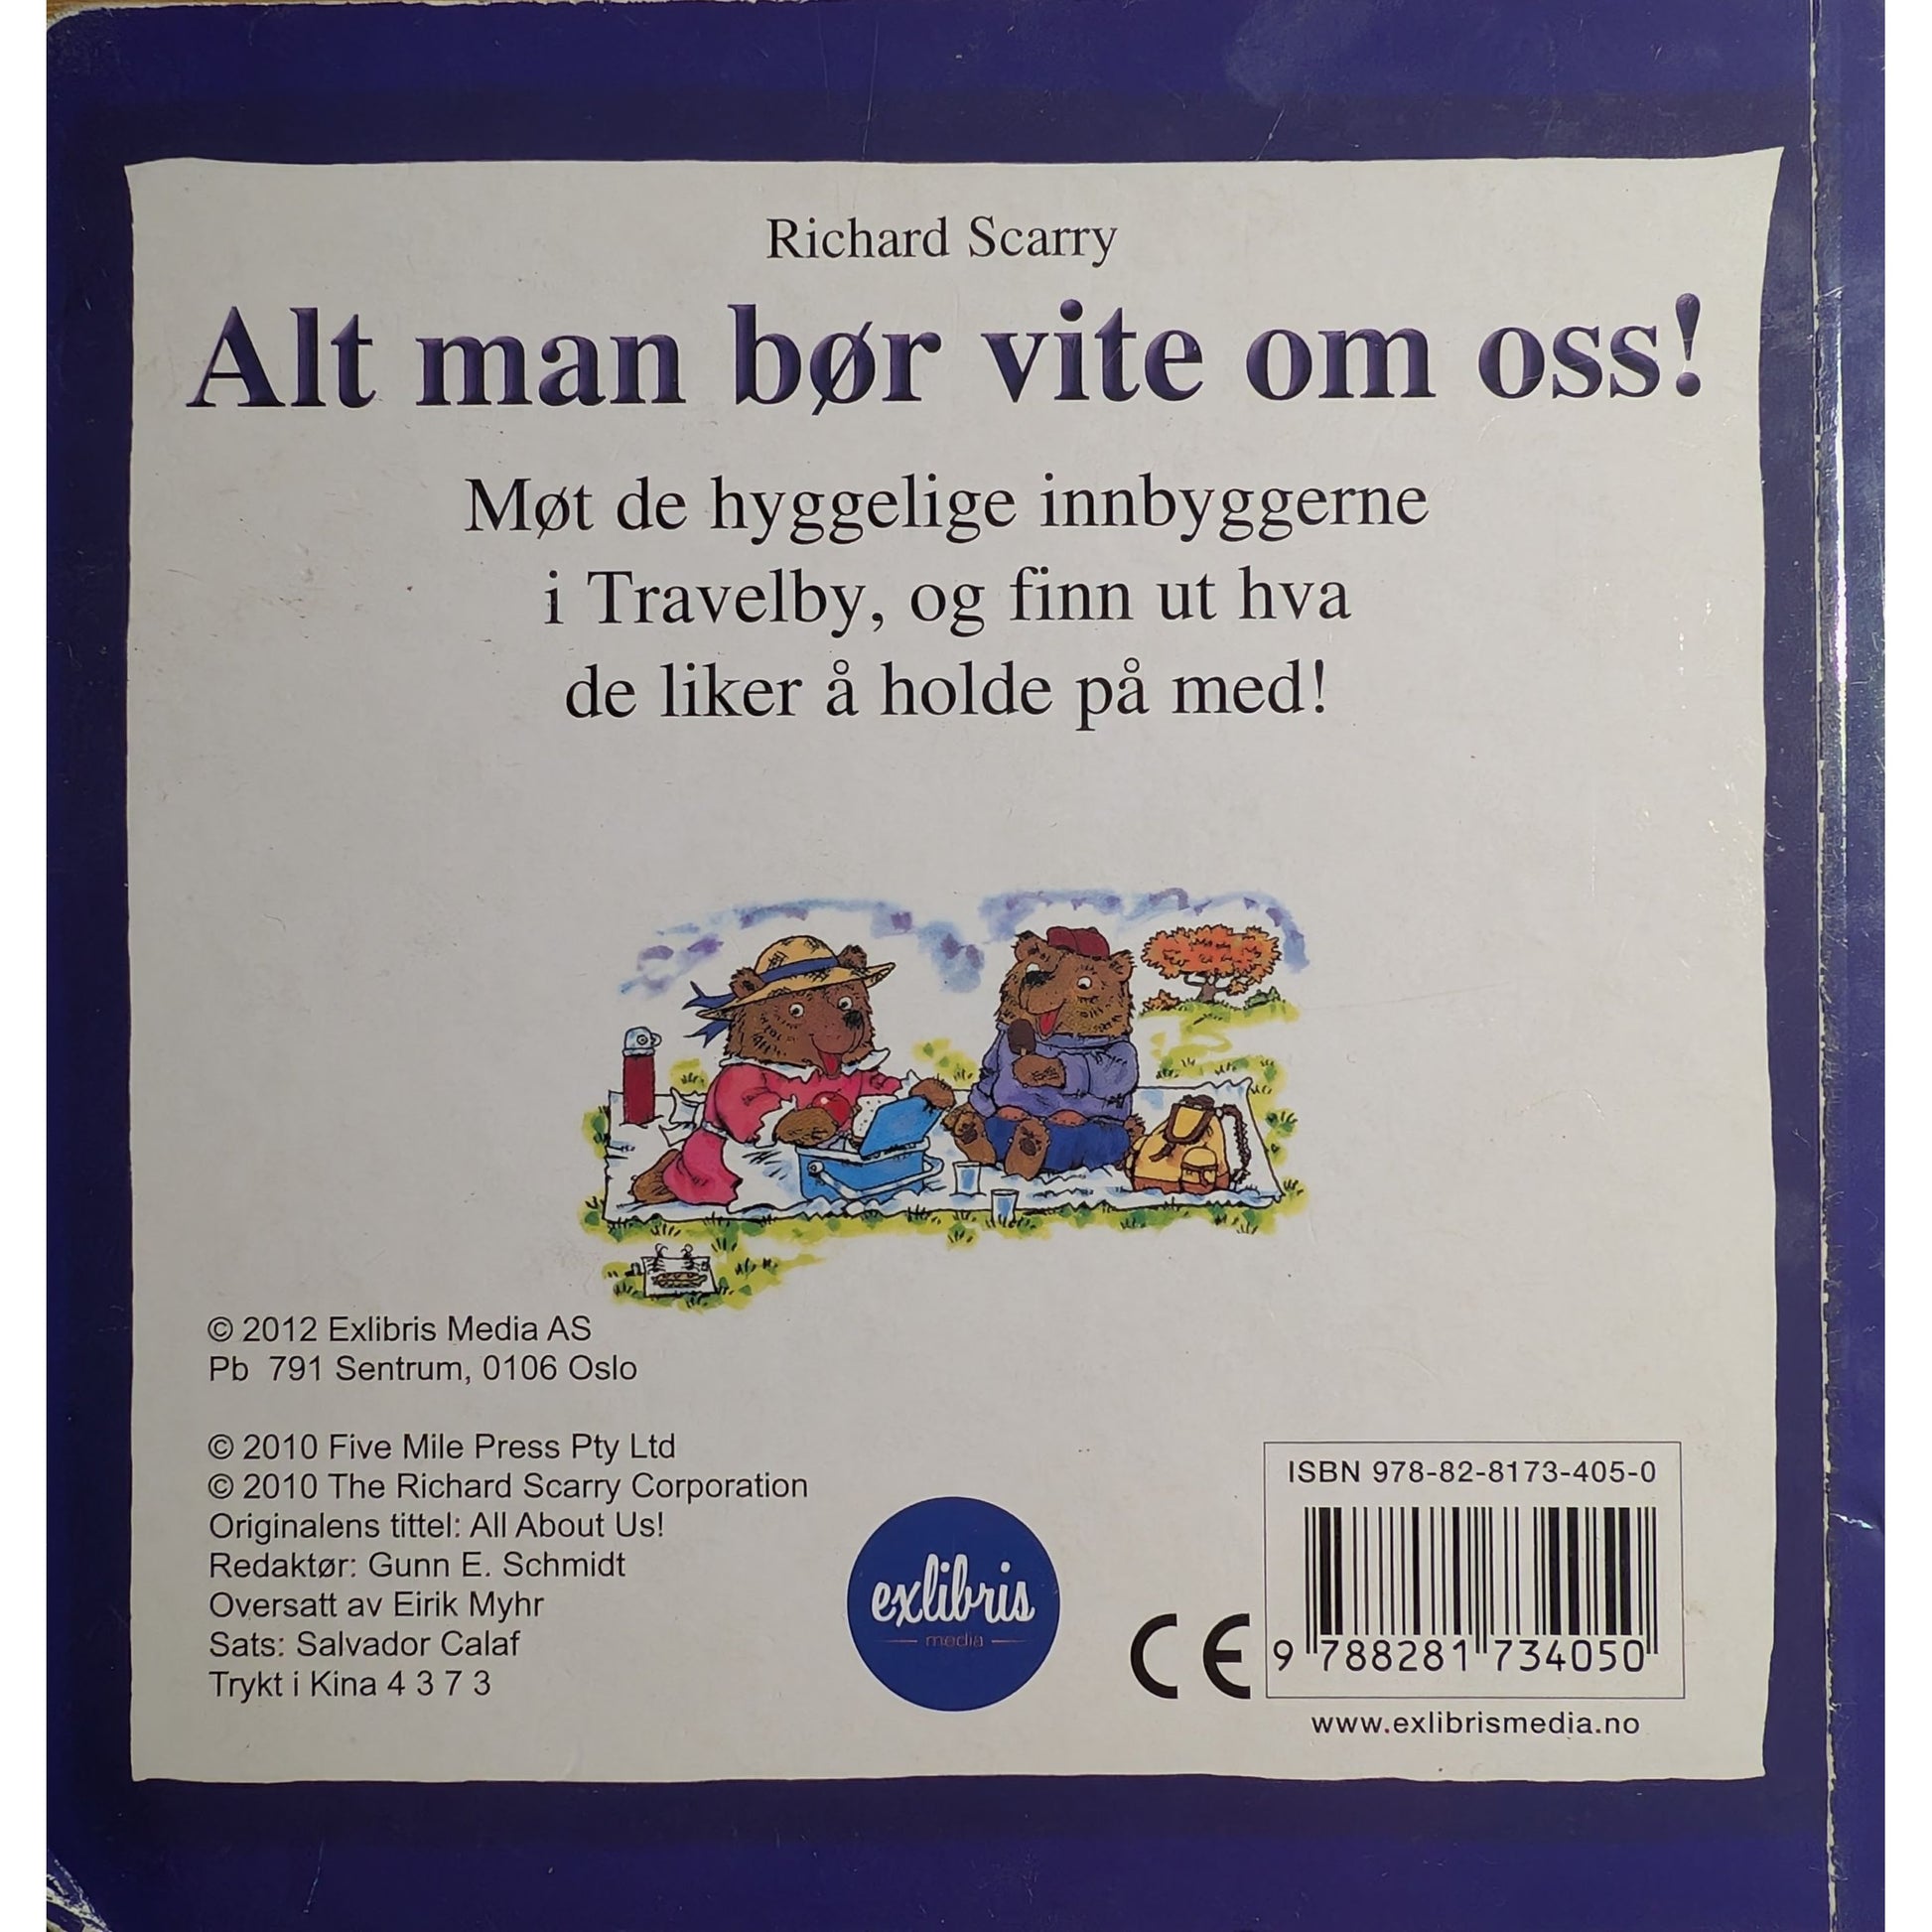 Richard Scarry
Alt man bør vite om oss!
Møt de hyggelige innbyggerne
i Travelby, og finn ut hva
de liker å holde på med!
© 2012 Exlibris Media AS
Pb 791 Sentrum, 0106 Oslo
© 2010 Five Mile Press Pty Ltd
© 2010 The Richard Scarry Corporation
Originalens tittel: All About Us!
Redaktør: Gunn E. Schmidt
Oversatt av Eirik Myhr
Sats: Salvador Calaf
Trykt i Kina 4 3 7 3
exlibris
media
CE
ISBN 978-82-8173-405-0
9 788281 734050
www.exlibrismedia.no